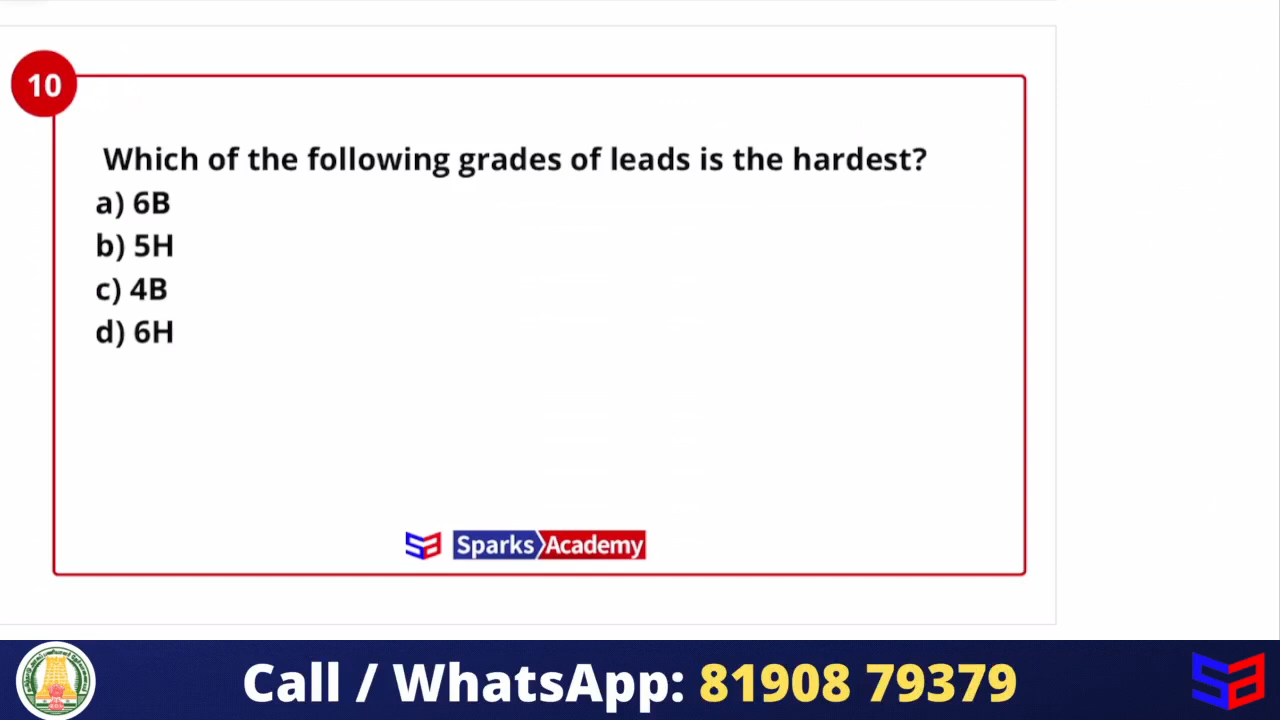 10
Which of the following grades of leads is the hardest?
a) 6B
b) 5H
c) 4B
d) 6H
Sparks Academy
Call / WhatsApp: 81908 79379